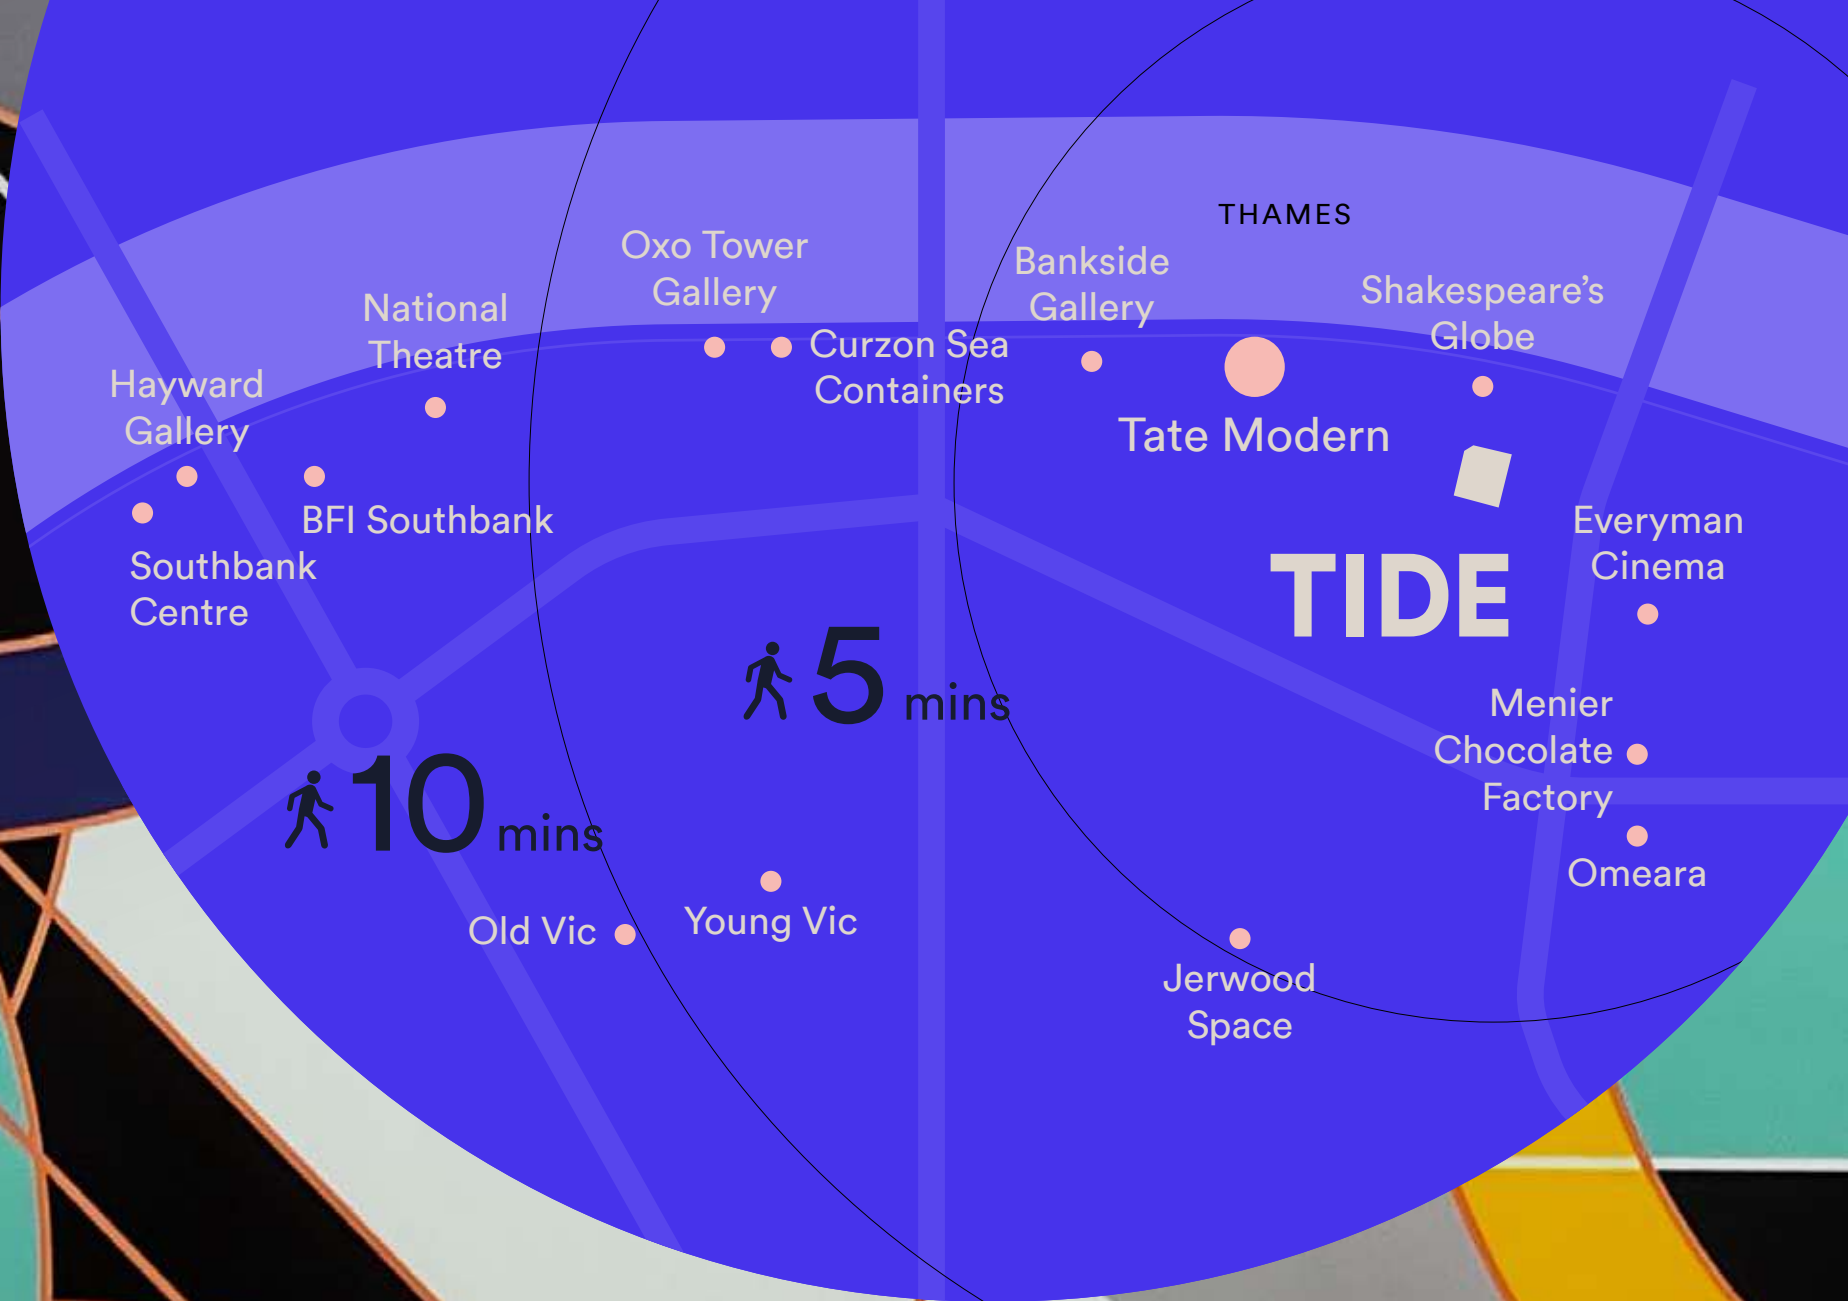 THAMES
Oxo Tower
Gallery
Bankside
Gallery
Shakespeare’s
Globe
National
Theatre
Curzon Sea
Containers
Hayward
Gallery
Tate Modern
BFI Southbank
Southbank
Centre
Everyman
Cinema
TIDE
5 mins
Menier
Chocolate
Factory
10 mins
Omeara
Old Vic
Young Vic
Jerwood
Space